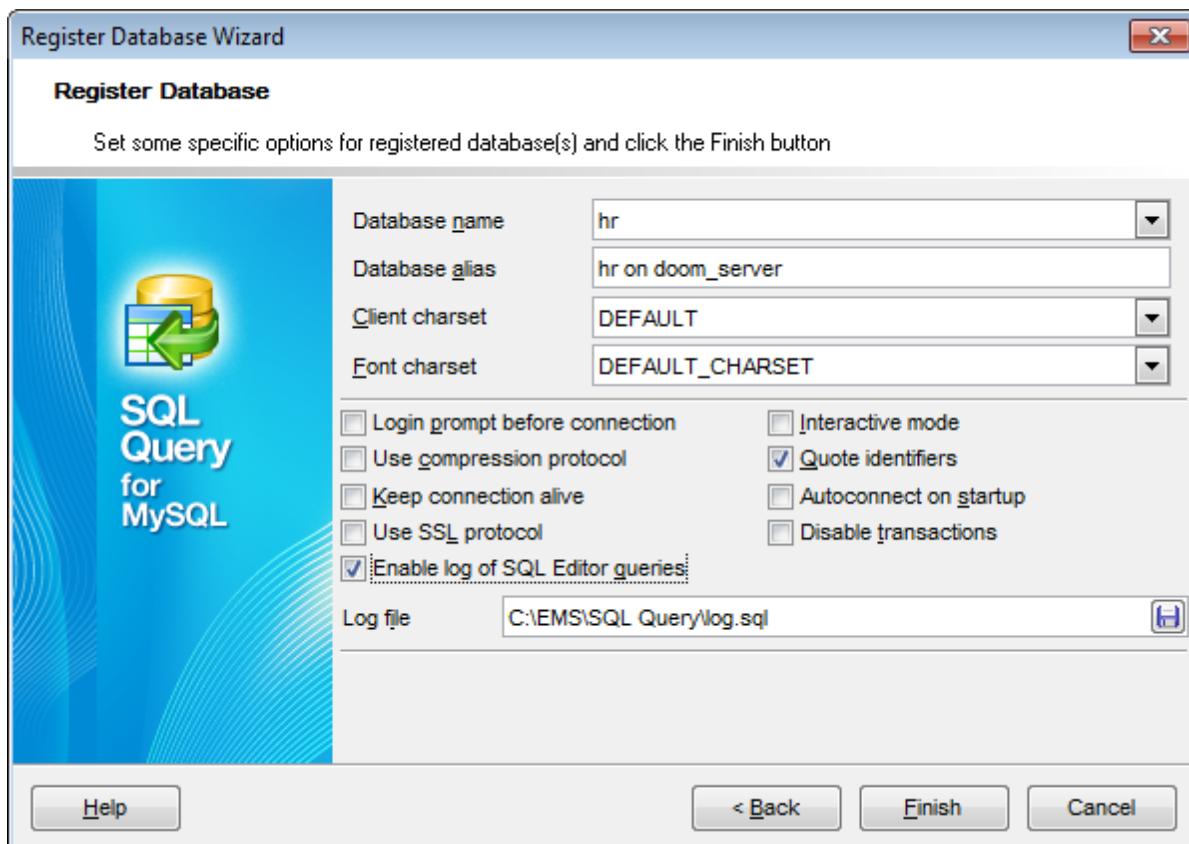 Register Database Wizard
Register Database
Set some specific options for registered database(s) and click the Finish button
SQL
Query
for
MySQL
Database name
hr
Database alias
hr on doom_server
Client charset
DEFAULT
Font charset
DEFAULT_CHARSET
Login prompt before connection
Interactive mode
Use compression protocol
Quote identifiers
Keep connection alive
Autoconnect on startup
Use SSL protocol
Disable transactions
Enable log of SQL Editor queries
Log file
C:\EMS\SQL Query\log.sql
Help
< Back
Finish
Cancel